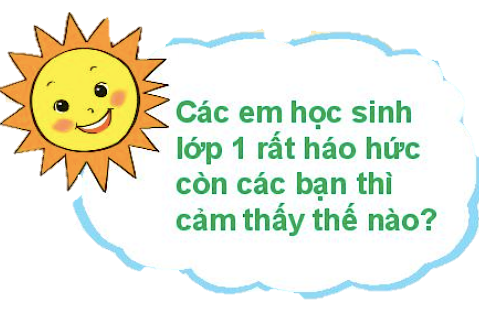 Các em học sinh
lớp 1 rất háo hức
còn các bạn thì
cảm thấy thế nào?